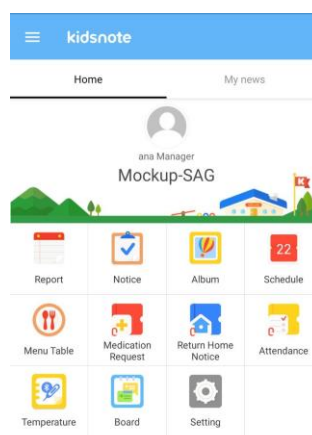 kidsnote
Home
My news
ana Manager
Mockup-SAG
K
Report
Notice
Album
22
Schedule
Menu Table
Medication
Request
Return Home
Notice
Attendance
Temperature
Board
Setting